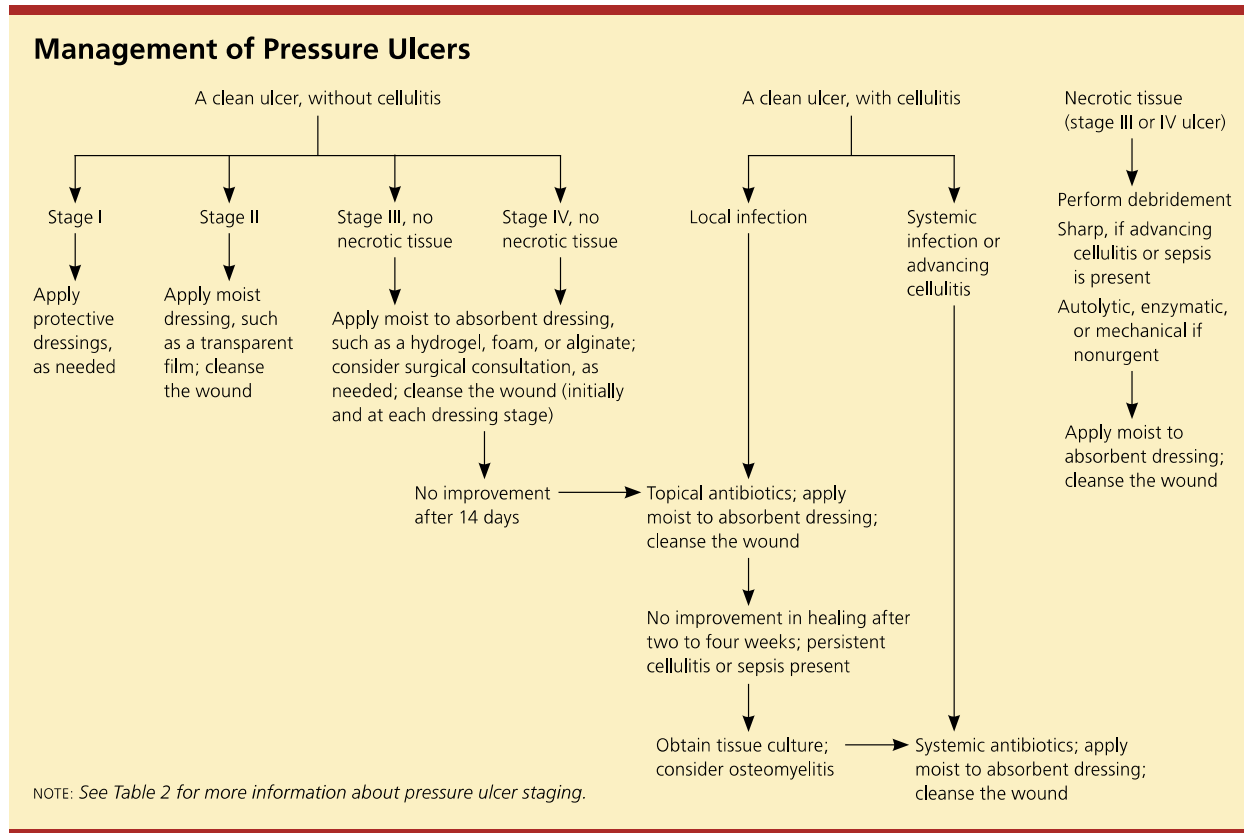 Management of Pressure Ulcers
A clean ulcer, without cellulitis
Stage I
Apply
protective
dressings,
as needed
Stage II
Apply moist
dressing, such
as a transparent
film; cleanse
the wound
Stage III, no
necrotic tissue
Stage IV, no
necrotic tissue
Apply moist to absorbent dressing,
such as a hydrogel, foam, or alginate;
consider surgical consultation, as
needed; cleanse the wound (initially
and at each dressing stage)
No improvement
after 14 days
A clean ulcer, with cellulitis
Local infection
Topical antibiotics; apply
moist to absorbent dressing;
cleanse the wound
No improvement in healing after
two to four weeks; persistent
cellulitis or sepsis present
Obtain tissue culture;
consider osteomyelitis
Systemic
infection or
advancing
cellulitis
Systemic antibiotics; apply
moist to absorbent dressing;
cleanse the wound
Necrotic tissue
(stage III or IV ulcer)
Perform debridement
Sharp, if advancing
cellulitis or sepsis
is present
Autolytic, enzymatic,
or mechanical if
nonurgent
Apply moist to
absorbent dressing;
cleanse the wound
NOTE: See Table 2 for more information about pressure ulcer staging.